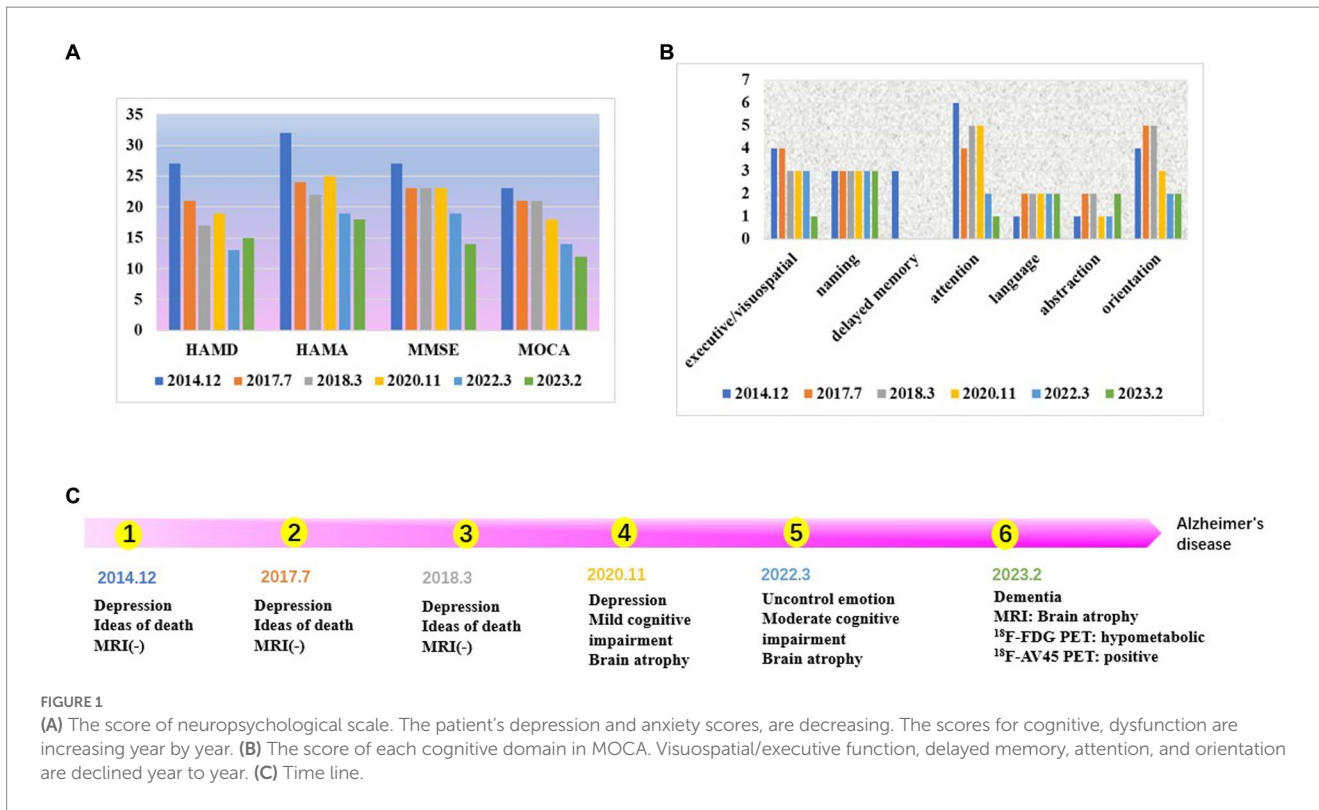 A
35
30
25
20
15
10
5
0
HAMD HAMA MMSE MOCA
2014.12 2017.7 2018.3 2020.11 2022.3 2023.2
B
7
6
5
4
3
2
1
0
executive/visuospatial
naming
delayed memory
attention
language
abstraction
orientation
2014.12 2017.7 2018.3 2020.11 2022.3 2023.2
C
1 2 3 4 5 6
Alzheimer's
disease
2014.12
Depression
Ideas of death
MRI(-)
2017.7
Depression
Ideas of death
MRI(-)
2018.3
Depression
Ideas of death
MRI(-)
2020.11
Depression
Mild cognitive
impairment
Brain atrophy
2022.3
Uncontrol emotion
Moderate cognitive
impairment
Brain atrophy
2023.2
Dementia
MRI: Brain atrophy
¹⁸F-FDG PET: hypometabolic
¹⁸F-AV45 PET: positive
FIGURE 1
(A) The score of neuropsychological scale. The patient's depression and anxiety scores, are decreasing. The scores for cognitive, dysfunction are
increasing year by year. (B) The score of each cognitive domain in MOCA. Visuospatial/executive function, delayed memory, attention, and orientation
are declined year to year. (C) Time line.